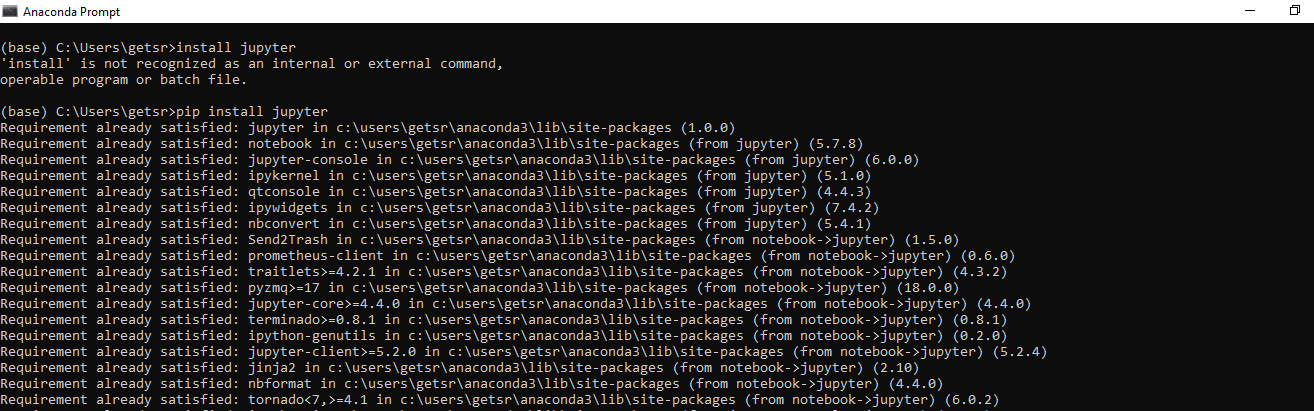 Anaconda Prompt
(base) C:\Users\getsr>install jupyter
'install' is not recognized as an internal or external command,
operable program or batch file.
(base) C:\Users\getsr>pip install jupyter
Requirement already satisfied: jupyter in c:\users\getsr\anaconda3\lib\site-packages (1.0.0)
Requirement already satisfied: notebook in c:\users\getsr\anaconda3\lib\site-packages (from jupyter) (5.7.8)
Requirement already satisfied: jupyter-console in c:\users\getsr\anaconda3\lib\site-packages (from jupyter) (6.0.0)
Requirement already satisfied: ipykernel in c:\users\getsr\anaconda3\lib\site-packages (from jupyter) (5.1.0)
Requirement already satisfied: qtconsole in c:\users\getsr\anaconda3\lib\site-packages (from jupyter) (4.4.3)
Requirement already satisfied: ipywidgets in c:\users\getsr\anaconda3\lib\site-packages (from jupyter) (7.4.2)
Requirement already satisfied: nbconvert in c:\users\getsr\anaconda3\lib\site-packages (from jupyter) (5.4.1)
Requirement already satisfied: Send2Trash in c:\users\getsr\anaconda3\lib\site-packages (from notebook->jupyter) (1.5.0)
Requirement already satisfied: prometheus-client in c:\users\getsr\anaconda3\lib\site-packages (from notebook->jupyter) (0.6.0)
Requirement already satisfied: traitlets>=4.2.1 in c:\users\getsr\anaconda3\lib\site-packages (from notebook->jupyter) (4.3.2)
Requirement already satisfied: pyzmq>=17 in c:\users\getsr\anaconda3\lib\site-packages (from notebook->jupyter) (18.0.0)
Requirement already satisfied: jupyter-core>=4.4.0 in c:\users\getsr\anaconda3\lib\site-packages (from notebook->jupyter) (4.4.0)
Requirement already satisfied: terminado>=0.8.1 in c:\users\getsr\anaconda3\lib\site-packages (from notebook->jupyter) (0.8.1)
Requirement already satisfied: ipython-genutils in c:\users\getsr\anaconda3\lib\site-packages (from notebook->jupyter) (0.2.0)
Requirement already satisfied: jupyter-client>=5.2.0 in c:\users\getsr\anaconda3\lib\site-packages (from notebook->jupyter) (5.2.4)
Requirement already satisfied: jinja2 in c:\users\getsr\anaconda3\lib\site-packages (from notebook->jupyter) (2.10)
Requirement already satisfied: nbformat in c:\users\getsr\anaconda3\lib\site-packages (from notebook->jupyter) (4.4.0)
Requirement already satisfied: tornado<7,>=4.1 in c:\users\getsr\anaconda3\lib\site-packages (from notebook->jupyter) (6.0.2)